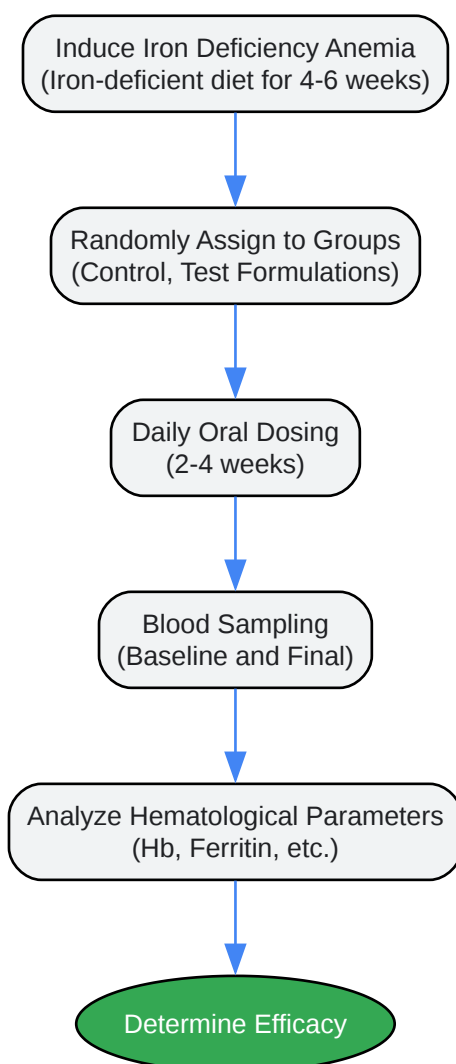 Induce Iron Deficiency Anemia
(Iron-deficient diet for 4-6 weeks)
Randomly Assign to Groups
(Control, Test Formulations)
Daily Oral Dosing
(2-4 weeks)
Blood Sampling
(Baseline and Final)
Analyze Hematological Parameters
(Hb, Ferritin, etc.)
Determine Efficacy